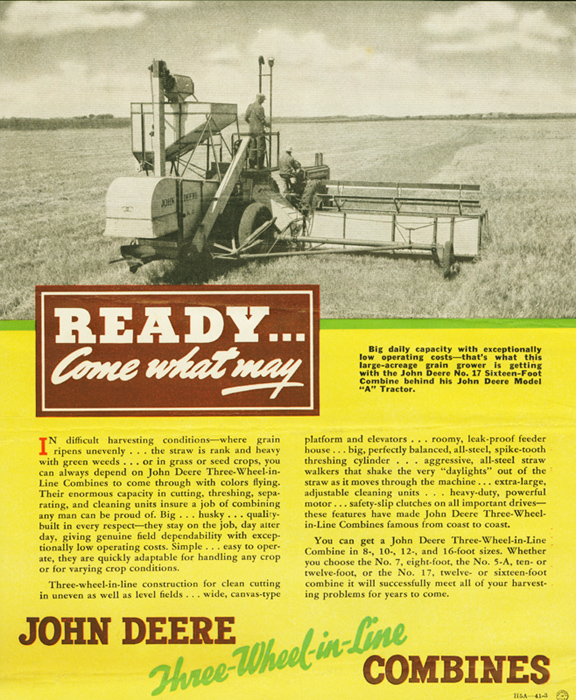 JOHN DEERE
READY...
Come what may
Big daily capacity with exceptionally
low operating costs—that's what this
large-acreage grain grower is getting
with the John Deere No. 17 Sixteen-Foot
Combine behind his John Deere Model
"A" Tractor.
IN difficult harvesting conditions—where grain
ripens unevenly . . . the straw is rank and heavy
with green weeds . . . or in grass or seed crops, you
can always depend on John Deere Three-Wheel-in-
Line Combines to come through with colors flying.
Their enormous capacity in cutting, threshing, sepa-
rating, and cleaning units insure a job of combining
any man can be proud of. Big . . . husky . . . quality-
built in every respect—they stay on the job, day after
day, giving genuine field dependability with excep-
tionally low operating costs. Simple . . . easy to oper-
ate, they are quickly adaptable for handling any crop
or for varying crop conditions.
Three-wheel-in-line construction for clean cutting
in uneven as well as level fields . . . wide, canvas-type
platform and elevators . . . roomy, leak-proof feeder
house . . . big, perfectly balanced, all-steel, spike-tooth
threshing cylinder . . . aggressive, all-steel straw
walkers that shake the very "daylights" out of the
straw as it moves through the machine . . . extra-large,
adjustable cleaning units . . . heavy-duty, powerful
motor . . . safety-slip clutches on all important drives—
these features have made John Deere Three-Wheel-
in-Line Combines famous from coast to coast.
You can get a John Deere Three-Wheel-in-Line
Combine in 8-, 10-, 12-, and 16-foot sizes. Whether
you choose the No. 7, eight-foot, the No. 5-A, ten- or
twelve-foot, or the No. 17, twelve- or sixteen-foot
combine it will successfully meet all of your harvest-
ing problems for years to come.
JOHN DEERE
Three-Wheel-in-Line
COMBINES